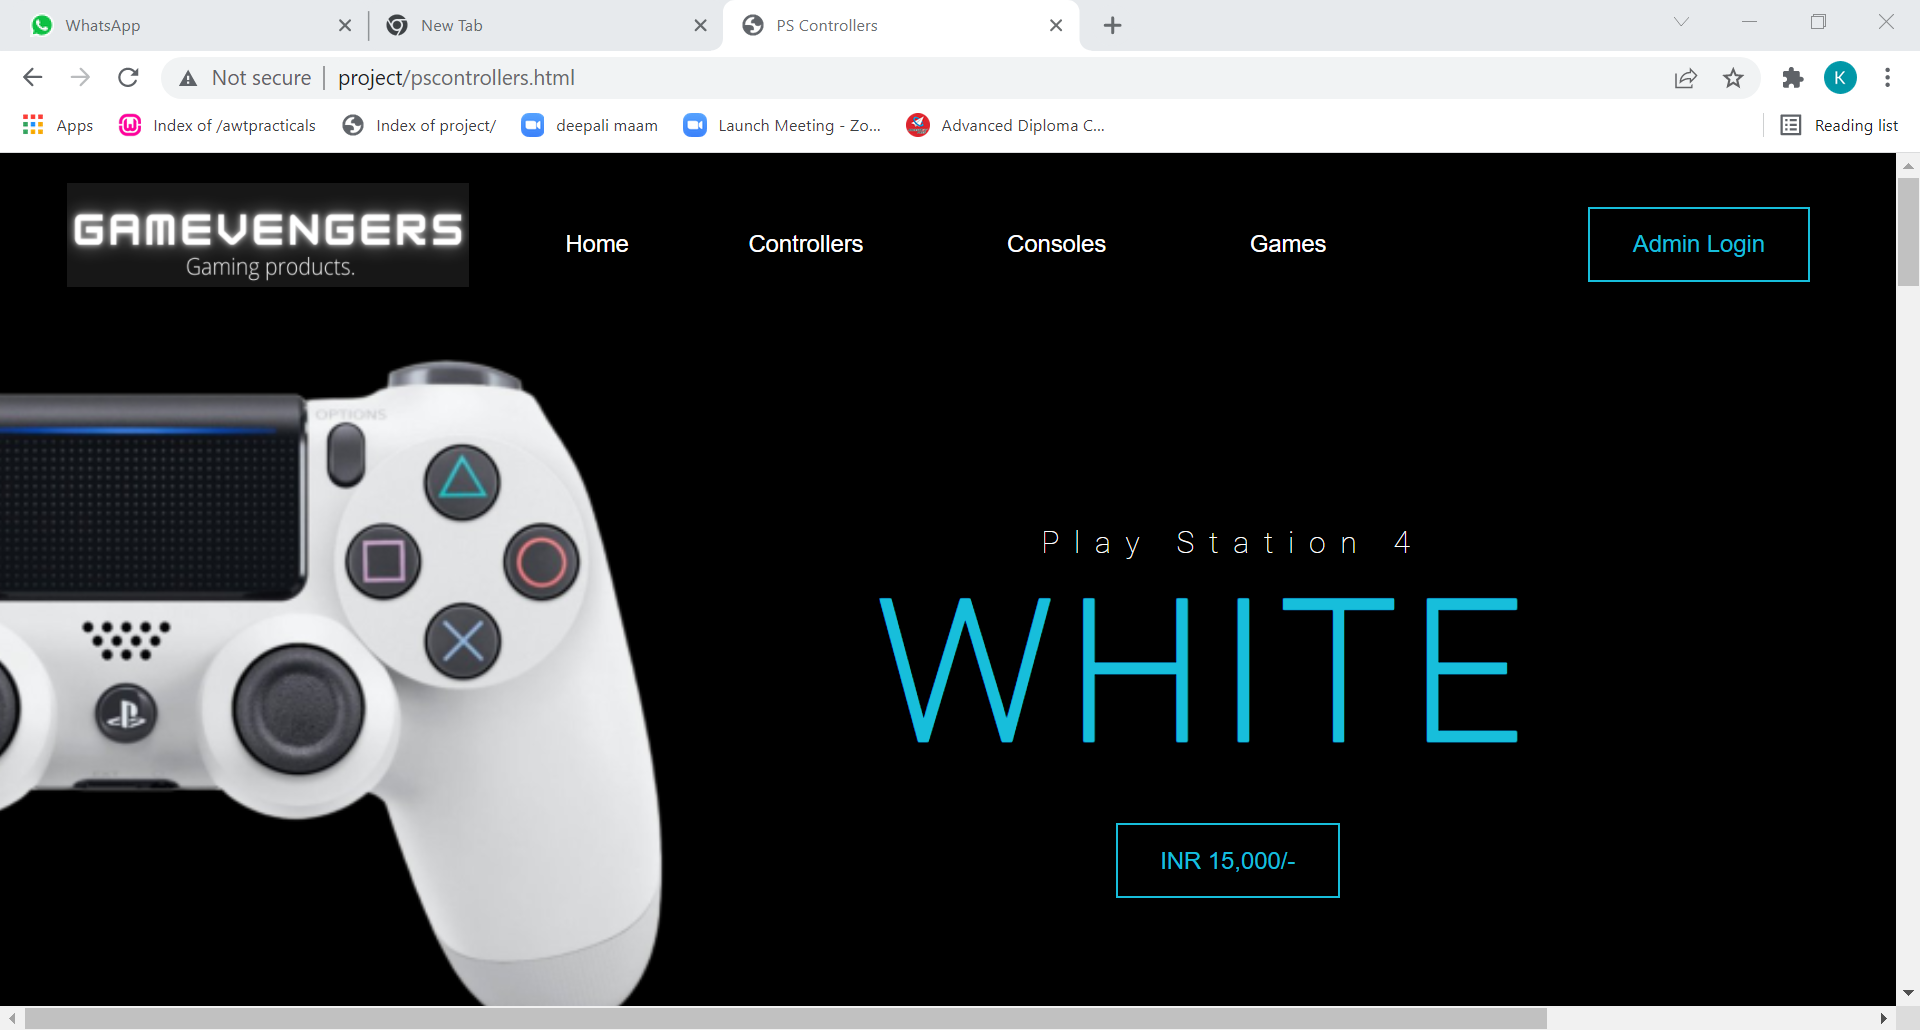 WhatsApp
New Tab
PS Controllers
Not secure
project/pscontrollers.html
K
Apps
Index of /awtpracticals
Index of project/
deepali maam
Launch Meeting - Zo...
Advanced Diploma C...
Reading list
GAMEVENGERS
Gaming products.
Home
Controllers
Consoles
Games
Admin Login
OPTIONS
Play Station 4
WHITE
INR 15,000/-